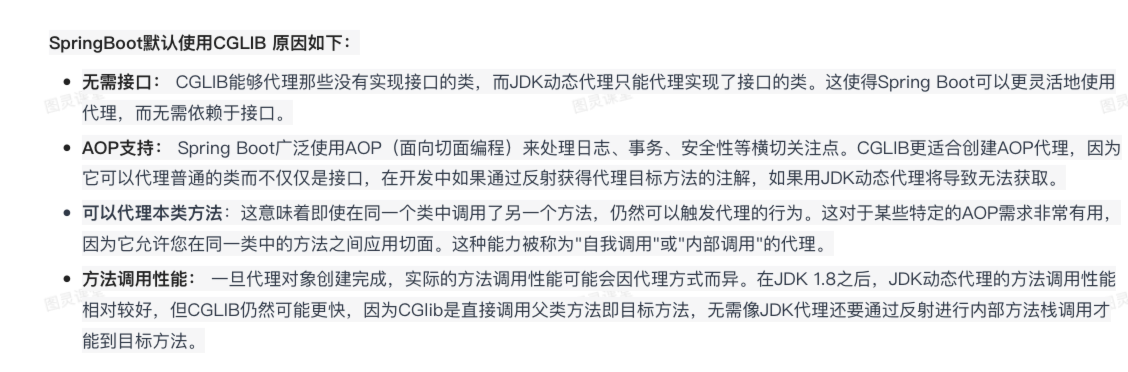 SpringBoot默认使用CGLIB 原因如下：
• 无需接口： CGLIB能够代理那些没有实现接口的类，而JDK动态代理只能代理实现了接口的类。这使得Spring Boot可以更灵活地使用
代理，而无需依赖于接口。
• AOP支持： Spring Boot广泛使用AOP（面向切面编程）来处理日志、事务、安全性等横切关注点。CGLIB更适合创建AOP代理，因为
它可以代理普通的类而不仅仅是接口，在开发中如果通过反射获得代理目标方法的注解，如果用JDK动态代理将导致无法获取。
• 可以代理本类方法：这意味着即使在同一个类中调用了另一个方法，仍然可以触发代理的行为。这对于某些特定的AOP需求非常有用，
因为它允许您在同一类中的方法之间应用切面。这种能力被称为"自我调用"或"内部调用"的代理。
• 方法调用性能： 一旦代理对象创建完成，实际的方法调用性能可能会因代理方式而异。在JDK 1.8之后，JDK动态代理的方法调用性能
相对较好，但CGLIB仍然可能更快，因为CGlib是直接调用父类方法即目标方法，无需像JDK代理还要通过反射进行内部方法栈调用才
能到目标方法。